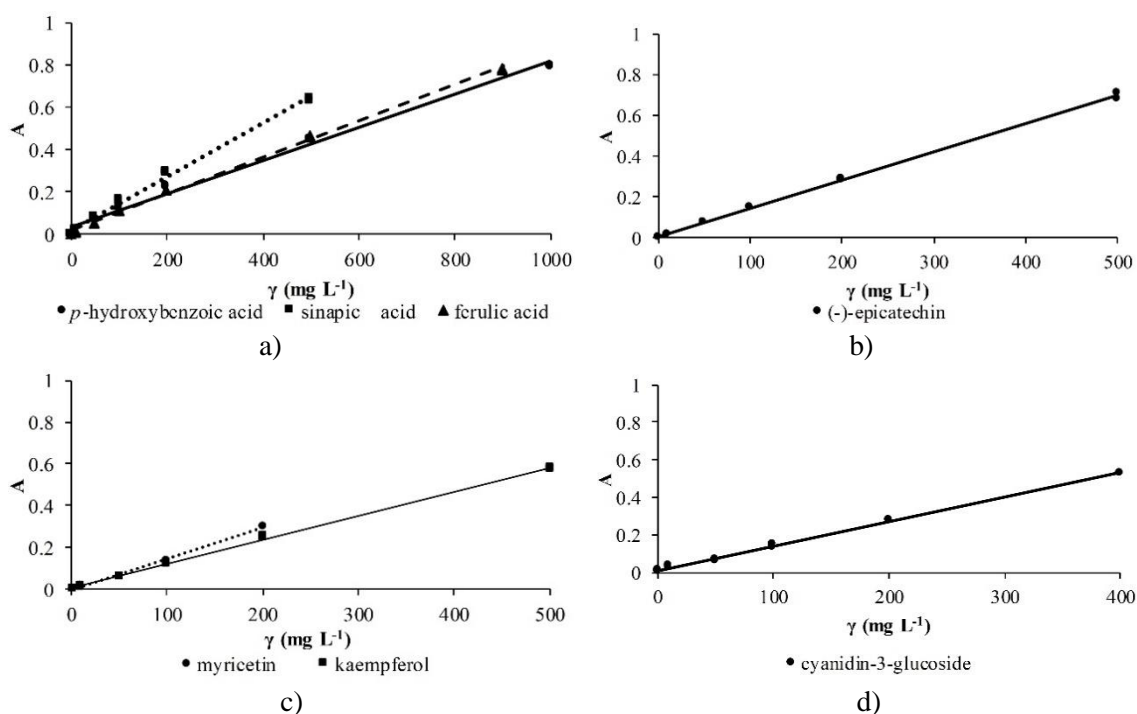 1
0.8
0.6
0.4
0.2
0
A
0 200 400 600 800 1000
γ (mg L⁻¹)
p-hydroxybenzoic acid sinapic acid ferulic acid
a)
1
0.8
0.6
0.4
0.2
0
A
0 100 200 300 400 500
γ (mg L⁻¹)
(-)-epicatechin
b)
1
0.8
0.6
0.4
0.2
0
A
0 100 200 300 400 500
γ (mg L⁻¹)
myricetin kaempferol
c)
1
0.8
0.6
0.4
0.2
0
A
0 100 200 300 400
γ (mg L⁻¹)
cyanidin-3-glucoside
d)